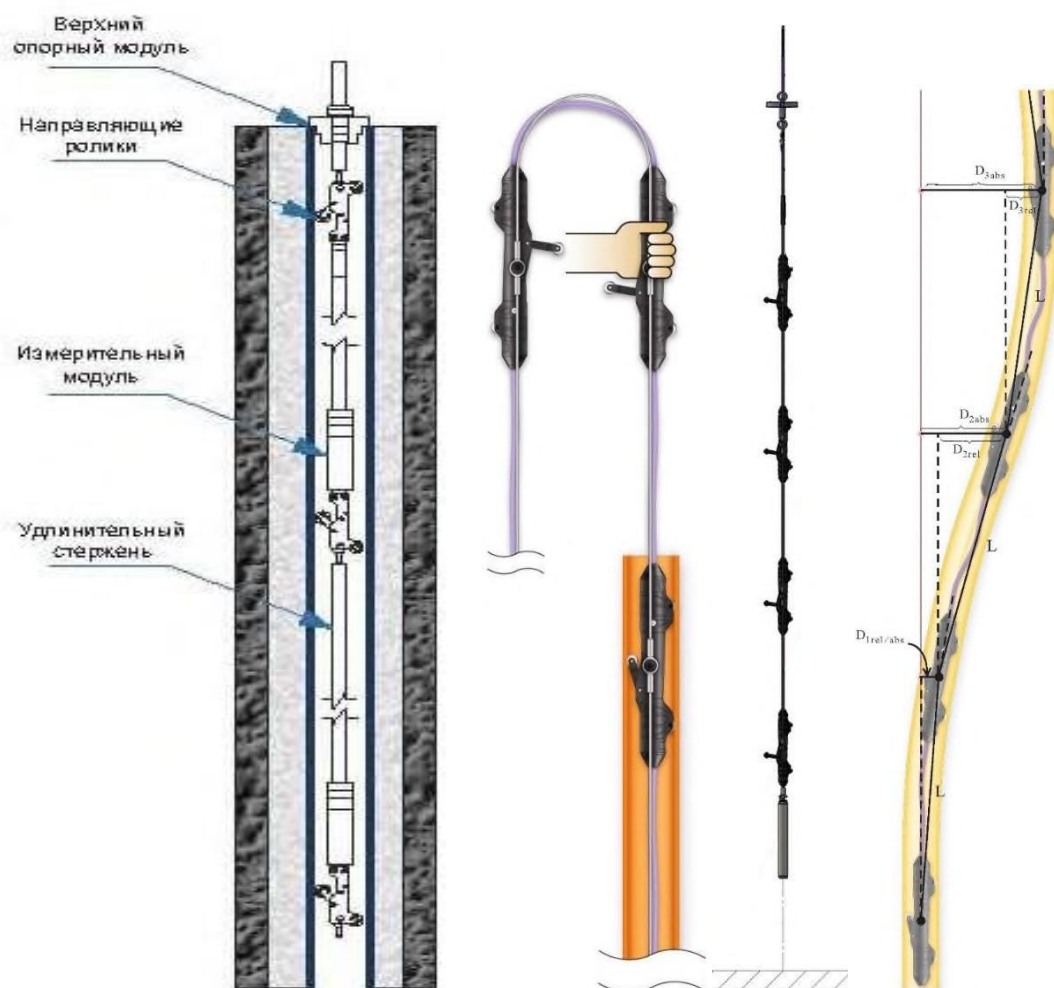 Верхний
опорный модуль
Направляющие
ролики
Измерительный
модуль
Удлинительный
стержень
D3abs
D3rel
L
D2abs
D2rel
L
D1rel/abs
L